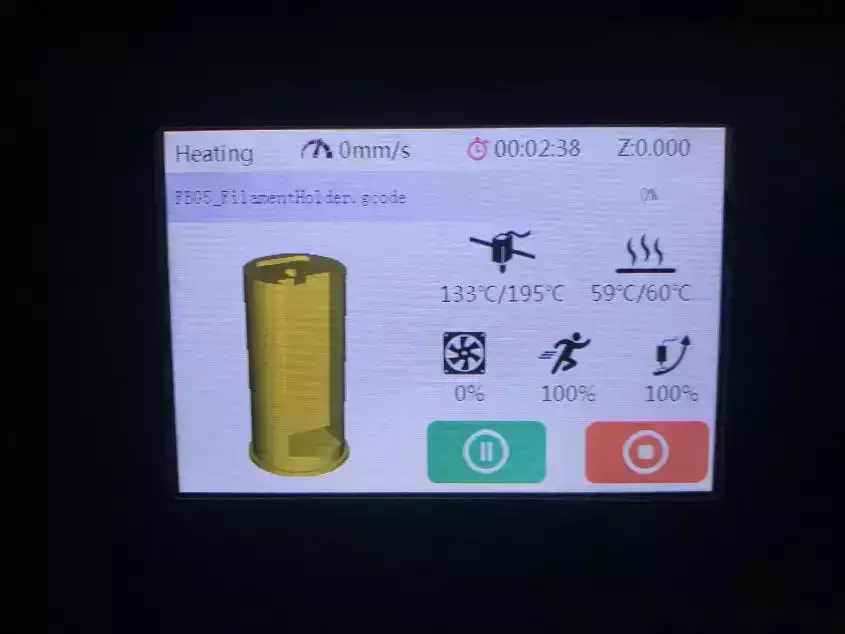 Heating 0mm/s 00:02:38 Z:0.000
FBG5_FilamentHolder.gcode 0%
133℃/195℃ 59℃/60℃
0% 100% 100%